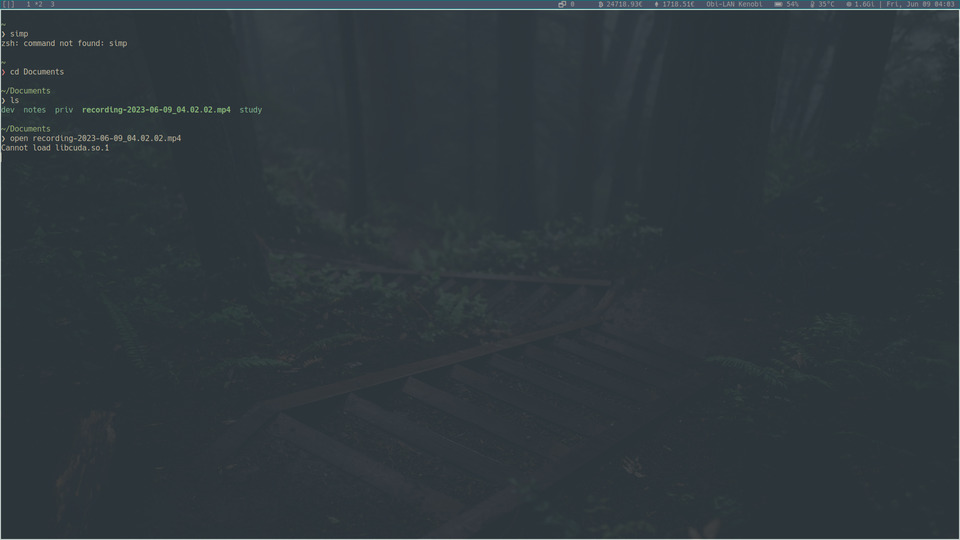 [|] 1 *2 3 0 24718.93€ 1718.51€ Obi-LAN Kenobi 54% 35°C 1.6Gi | Fri, Jun 09 04:03
~
❯ simp
zsh: command not found: simp
~
❯ cd Documents
~/Documents
❯ ls
dev notes priv recording-2023-06-09_04.02.02.mp4 study
~/Documents
❯ open recording-2023-06-09_04.02.02.mp4
Cannot load libcuda.so.1